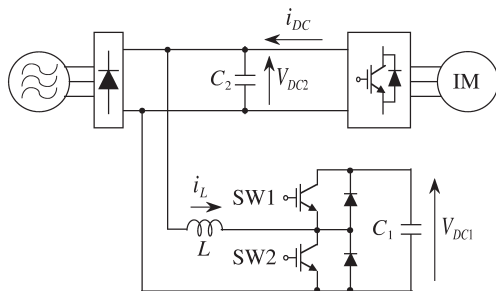 i_DC
C_2
V_DC2
IM
i_L
L
SW1
SW2
C_1
V_DC1